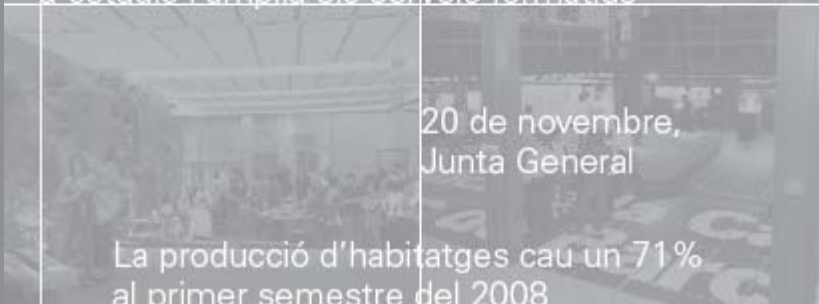 20 de novembre,
Junta General
La producció d'habitatges cau un 71%
al primer semestre del 2008